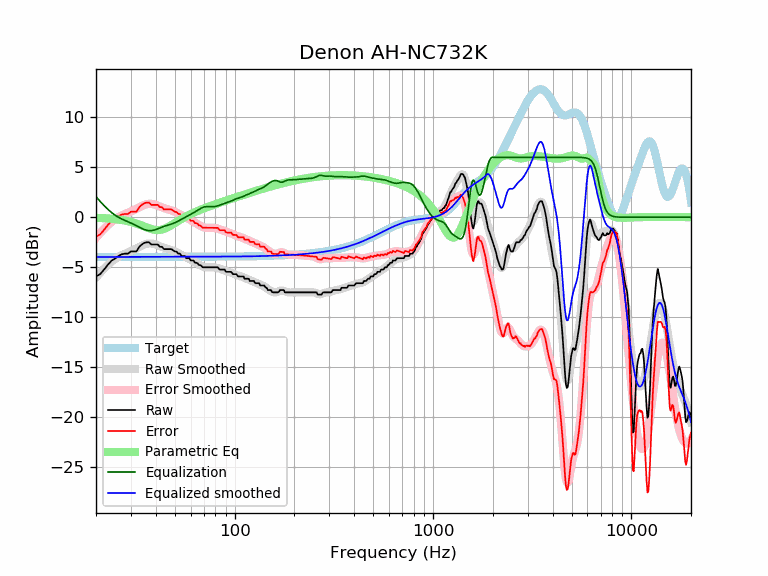 Denon AH-NC732K
Amplitude (dBr)
10
5
0
−5
−10
−15
−20
−25
Target
Raw Smoothed
Error Smoothed
Raw
Error
Parametric Eq
Equalization
Equalized smoothed
100
1000
10000
Frequency (Hz)